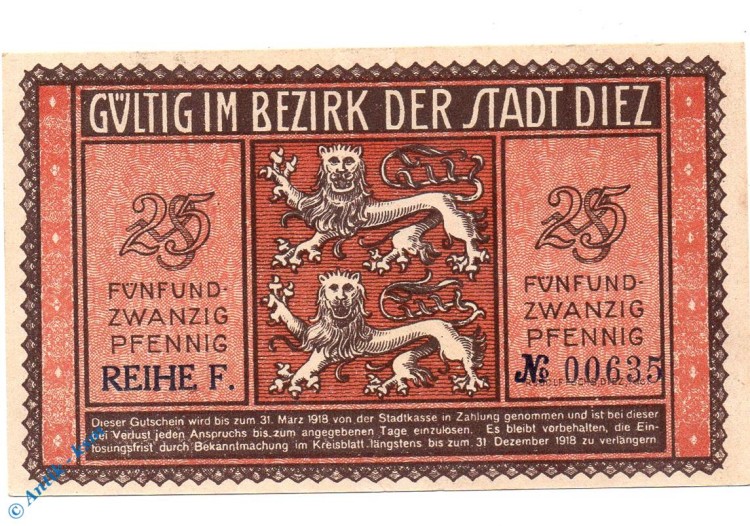 GÜLTIG IM BEZIRK DER STADT DIEZ
25
FÜNFUND-
ZWANZIG
PFENNIG
REIHE F.
25
FÜNFUND-
ZWANZIG
PFENNIG
№ 00635
Dieser Gutschein wird bis zum 31. März 1918 von der Stadtkasse in Zahlung genommen und ist bei dieser
bei Verlust jeden Anspruchs bis zum angegebenen Tage einzulösen. Es bleibt vorbehalten, die Ein-
lösungsfrist durch Bekanntmachung im Kreisblatt längstens bis zum 31 Dezember 1918 zu verlängern